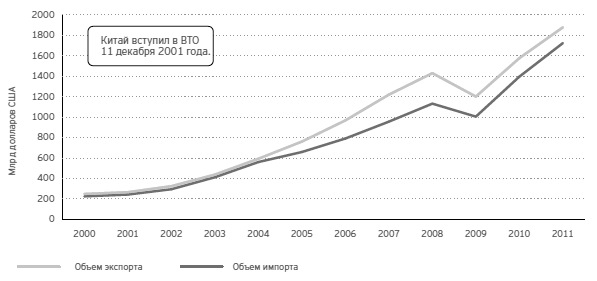 2000
1800
1600
1400
1200
1000
800
600
400
200
0
Млрд долларов США
Китай вступил в ВТО
11 декабря 2001 года.
2000 2001 2002 2003 2004 2005 2006 2007 2008 2009 2010 2011
Объем экспорта Объем импорта